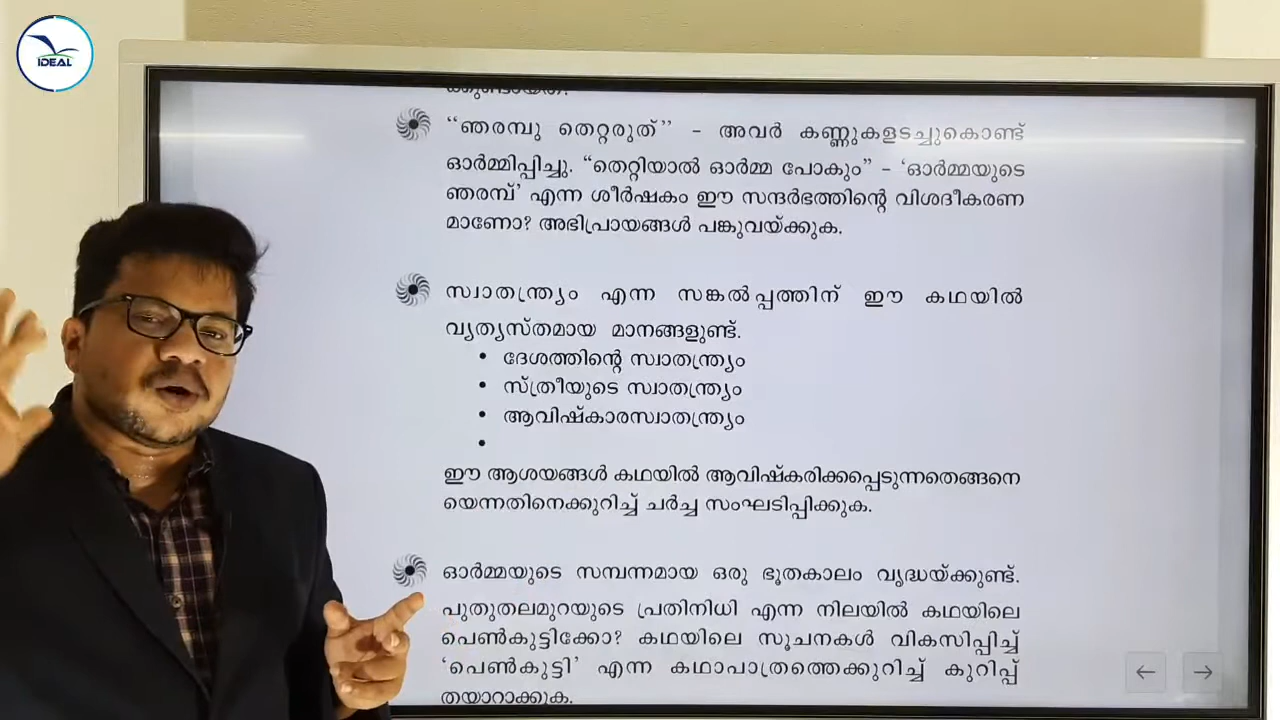 IDEAL
ക്കുണ്ടായത്?
“ഞരമ്പു തെറ്റരുത്” – അവർ കണ്ണുകളടച്ചുകൊണ്ട്
ഓർമ്മിപ്പിച്ചു. “തെറ്റിയാൽ ഓർമ്മ പോകും” – ‘ഓർമ്മയുടെ
ഞരമ്പ്’ എന്ന ശീർഷകം ഈ സന്ദർഭത്തിന്റെ വിശദീകരണ
മാണോ? അഭിപ്രായങ്ങൾ പങ്കുവയ്ക്കുക.
സ്വാതന്ത്ര്യം എന്ന സങ്കൽപ്പത്തിന് ഈ കഥയിൽ
വ്യത്യസ്തമായ മാനങ്ങളുണ്ട്.
• ദേശത്തിന്റെ സ്വാതന്ത്ര്യം
• സ്ത്രീയുടെ സ്വാതന്ത്ര്യം
• ആവിഷ്കാരസ്വാതന്ത്ര്യം
•
ഈ ആശയങ്ങൾ കഥയിൽ ആവിഷ്കരിക്കപ്പെടുന്നതെങ്ങനെ
യെന്നതിനെക്കുറിച്ച് ചർച്ച സംഘടിപ്പിക്കുക.
ഓർമ്മയുടെ സമ്പന്നമായ ഒരു ഭൂതകാലം വൃദ്ധയ്ക്കുണ്ട്.
പുതുതലമുറയുടെ പ്രതിനിധി എന്ന നിലയിൽ കഥയിലെ
പെൺകുട്ടിക്കോ? കഥയിലെ സൂചനകൾ വികസിപ്പിച്ച്
‘പെൺകുട്ടി’ എന്ന കഥാപാത്രത്തെക്കുറിച്ച് കുറിപ്പ്
തയാറാക്കുക.